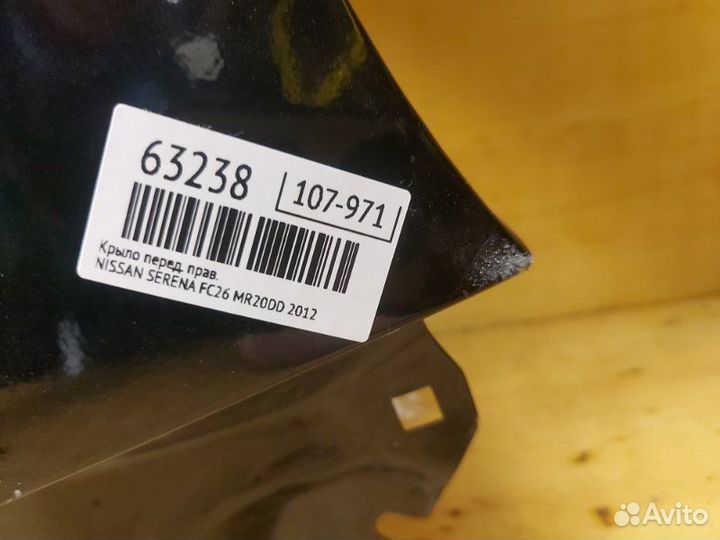 63238
107-971
Крыло перед. прав.
NISSAN SERENA FC26 MR20DD 2012
Avito